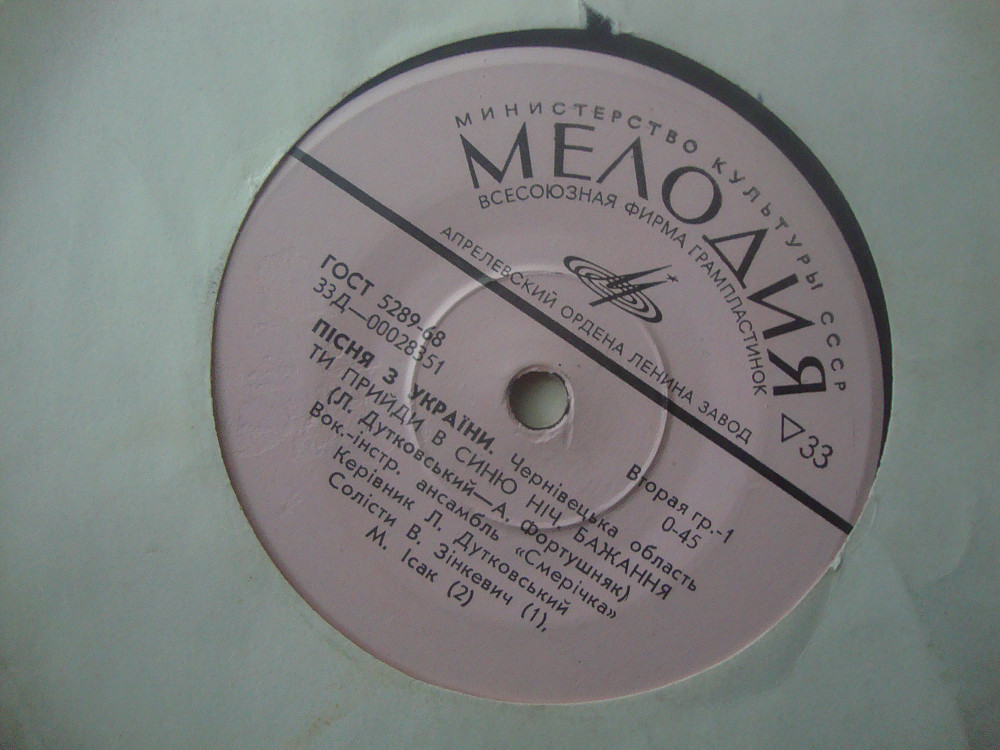 МИНИСТЕРСТВО КУЛЬТУРЫ СССР
МЕЛОДИЯ
ВСЕСОЮЗНАЯ ФИРМА ГРАМПЛАСТИНОК
АПРЕЛЕВСКИЙ ОРДЕНА ЛЕНИНА ЗАВОД
33
ГОСТ 5289-68
Вторая гр.-1
33Д—00028351
0-45
ПІСНЯ З УКРАЇНИ. Чернівецька область
ТИ ПРИЙДИ В СИНЮ НІЧ, БАЖАННЯ
(Л. Дутковський—А. Фортушняк)
Вок.-інстр. ансамбль «Смерічка»
Керівник Л. Дутковський
Солісти В. Зінкевич (1),
М. Ісак (2)